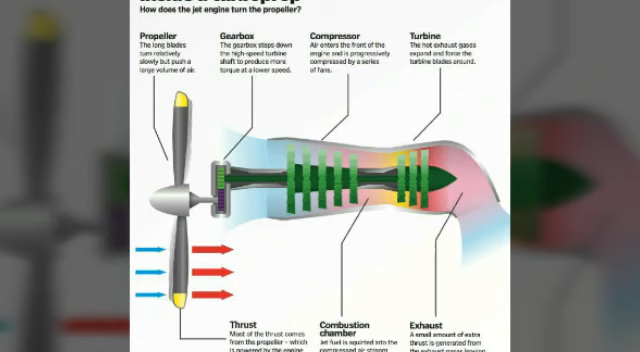 How does the jet engine turn the propeller?
Propeller
The long blades
turn relatively
slowly but push a
large volume of air.
Gearbox
The gearbox steps down
the high-speed turbine
shaft to produce more
torque at a lower speed.
Compressor
Air enters the front of the
engine and is progressively
compressed by a series
of fans.
Turbine
The hot exhaust gases
expand and force the
turbine blades around.
Thrust
Most of the thrust comes
from the propeller – which
is powered by the engine
Combustion
chamber
Jet fuel is squirted into the
compressed air stream
Exhaust
A small amount of extra
thrust is generated from
the exhaust gases leaving